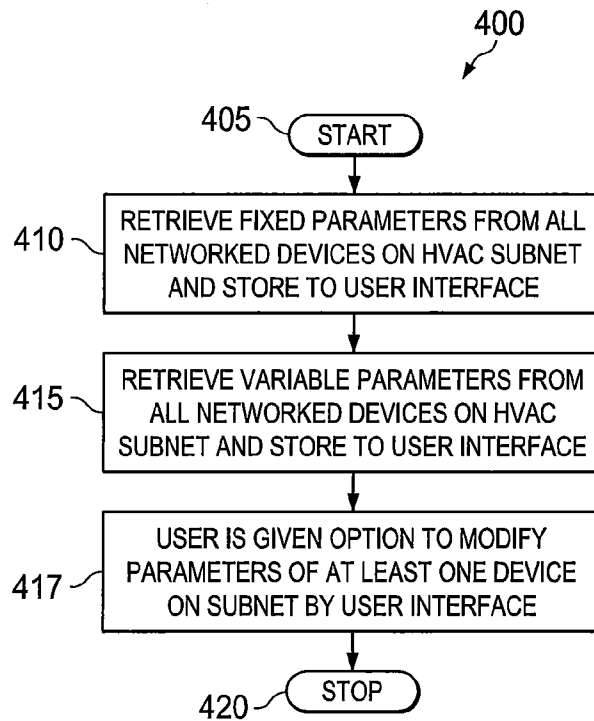 400
405
START
410
RETRIEVE FIXED PARAMETERS FROM ALL
NETWORKED DEVICES ON HVAC SUBNET
AND STORE TO USER INTERFACE
415
RETRIEVE VARIABLE PARAMETERS FROM
ALL NETWORKED DEVICES ON HVAC
SUBNET AND STORE TO USER INTERFACE
417
USER IS GIVEN OPTION TO MODIFY
PARAMETERS OF AT LEAST ONE DEVICE
ON SUBNET BY USER INTERFACE
420
STOP